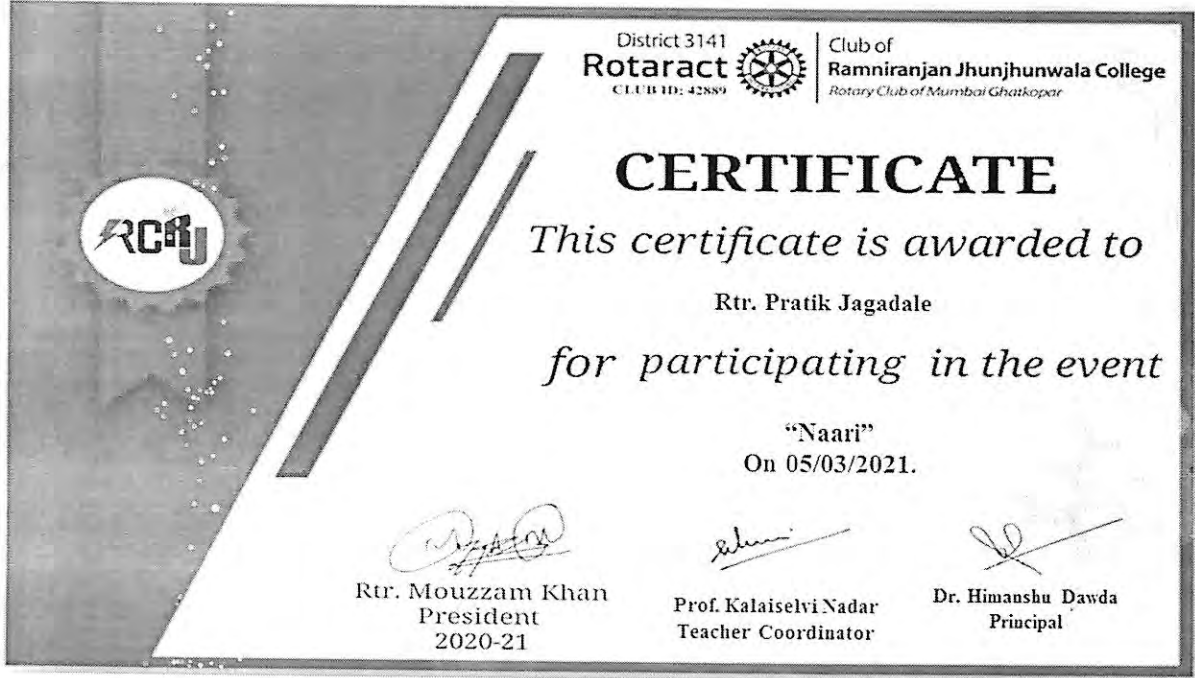 District 3141
Rotaract
CLUB ID: 42889
Club of
Ramniranjan Jhunjhunwala College
Rotary Club of Mumbai Ghatkopar
RCRJ
CERTIFICATE
This certificate is awarded to
Rtr. Pratik Jagadale
for participating in the event
“Naari”
On 05/03/2021.
Rtr. Mouzzam Khan
President
2020-21
Prof. Kalaiselvi Nadar
Teacher Coordinator
Dr. Himanshu Dawda
Principal